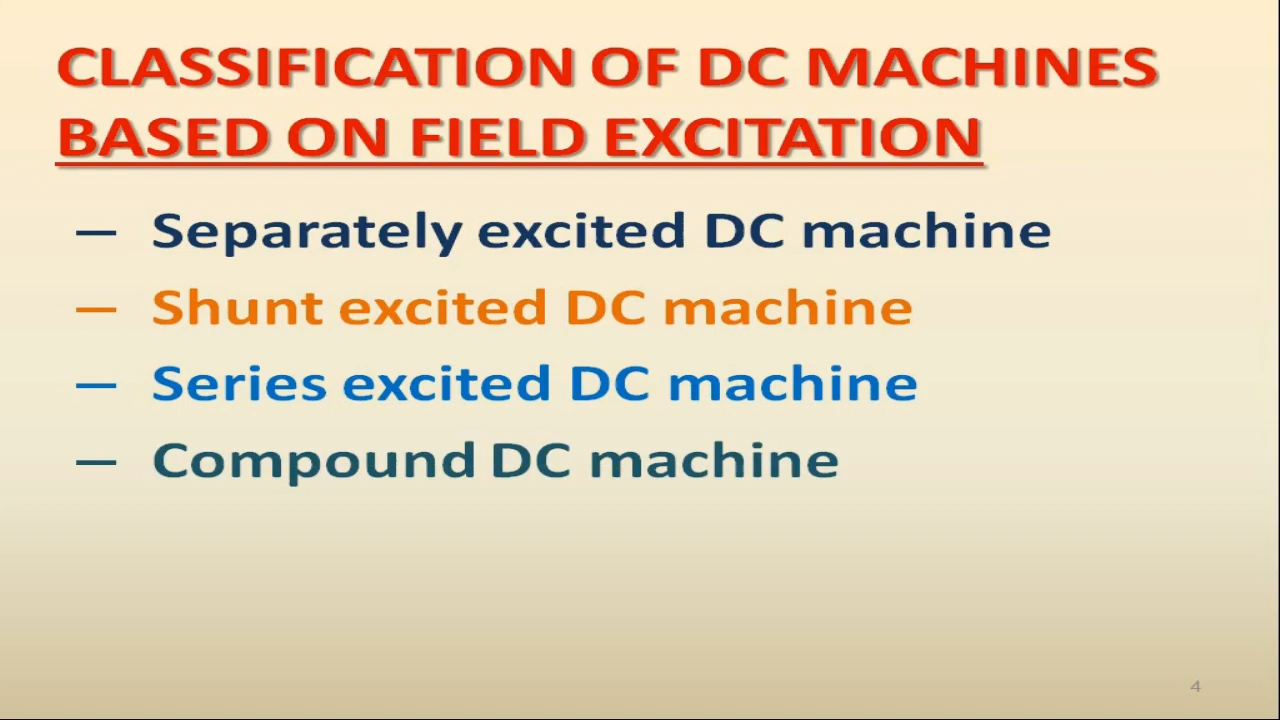 CLASSIFICATION OF DC MACHINES
BASED ON FIELD EXCITATION
— Separately excited DC machine
— Shunt excited DC machine
— Series excited DC machine
— Compound DC machine
4